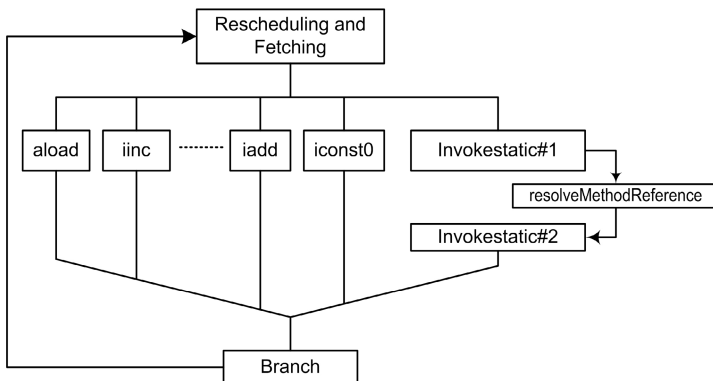 Rescheduling and
Fetching
aload
iinc
iadd
iconst0
Invokestatic#1
resolveMethodReference
Invokestatic#2
Branch